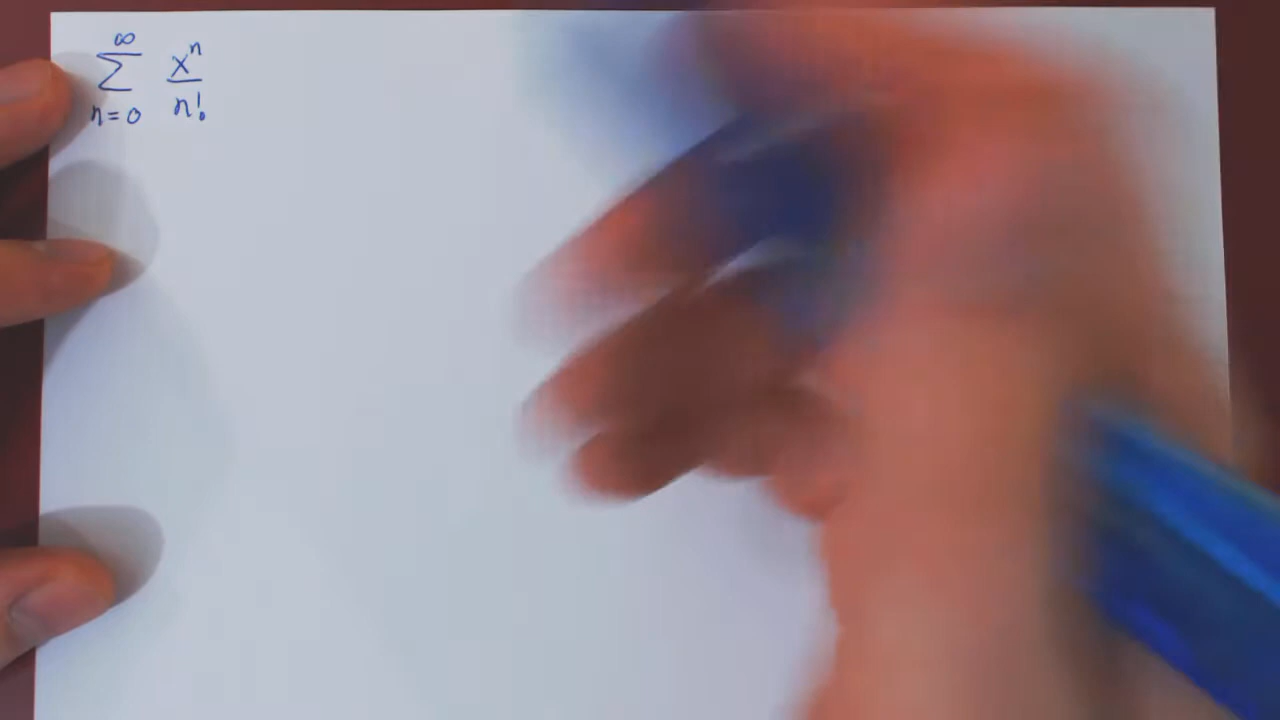 ∞
∑ xⁿ/n!
n=0